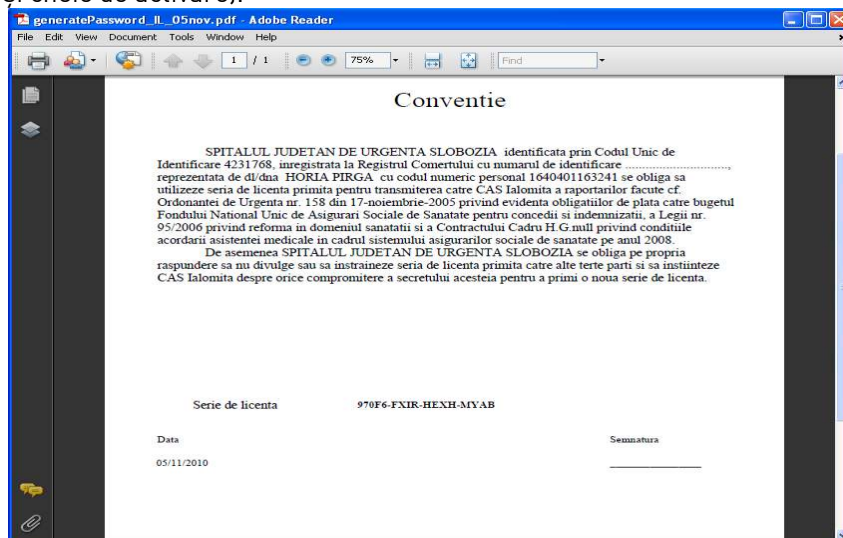 și cheie de activare).
generatePassword_IL_05nov.pdf - Adobe Reader
File Edit View Document Tools Window Help
1 / 1 75% Find
Conventie
SPITALUL JUDETAN DE URGENTA SLOBOZIA identificata prin Codul Unic de
Identificare 4231768, inregistrata la Registrul Comertului cu numarul de identificare ..............................,
reprezentata de dl/dna HORIA PIRGA cu codul numeric personal 1640401163241 se obliga sa
utilizeze seria de licenta primita pentru transmiterea catre CAS Ialomita a raportarilor facute cf.
Ordonantei de Urgenta nr. 158 din 17-noiembrie-2005 privind evidenta obligatiilor de plata catre bugetul
Fondului National Unic de Asigurari Sociale de Sanatate pentru concedii si indemnizatii, a Legii nr.
95/2006 privind reforma in domeniul sanatatii si a Contractului Cadru H.G.null privind conditiile
acordarii asistentei medicale in cadrul sistemului asigurarilor sociale de sanatate pe anul 2008.
De asemenea SPITALUL JUDETAN DE URGENTA SLOBOZIA se obliga pe propria
raspundere sa nu divulge sau sa instraineze seria de licenta primita catre alte terte parti si sa instiinteze
CAS Ialomita despre orice compromitere a secretului acesteia pentru a primi o noua serie de licenta.
Serie de licenta 970F6-FXIR-HEXH-MYAB
Data Semnatura
05/11/2010